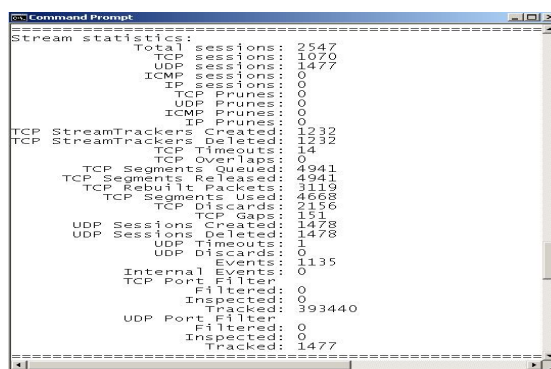 Command Prompt
===============================================================================
Stream statistics:
Total sessions: 2547
TCP sessions: 1070
UDP sessions: 1477
ICMP sessions: 0
IP sessions: 0
TCP Prunes: 0
UDP Prunes: 0
ICMP Prunes: 0
IP Prunes: 0
TCP StreamTrackers Created: 1232
TCP StreamTrackers Deleted: 1232
TCP Timeouts: 14
TCP Overlaps: 0
TCP Segments Queued: 4941
TCP Segments Released: 4941
TCP Rebuilt Packets: 3119
TCP Segments Used: 4668
TCP Discards: 2156
TCP Gaps: 151
UDP Sessions Created: 1478
UDP Sessions Deleted: 1478
UDP Timeouts: 1
UDP Discards: 0
Events: 1135
Internal Events: 0
TCP Port Filter
Filtered: 0
Inspected: 0
Tracked: 393440
UDP Port Filter
Filtered: 0
Inspected: 0
Tracked: 1477
===============================================================================